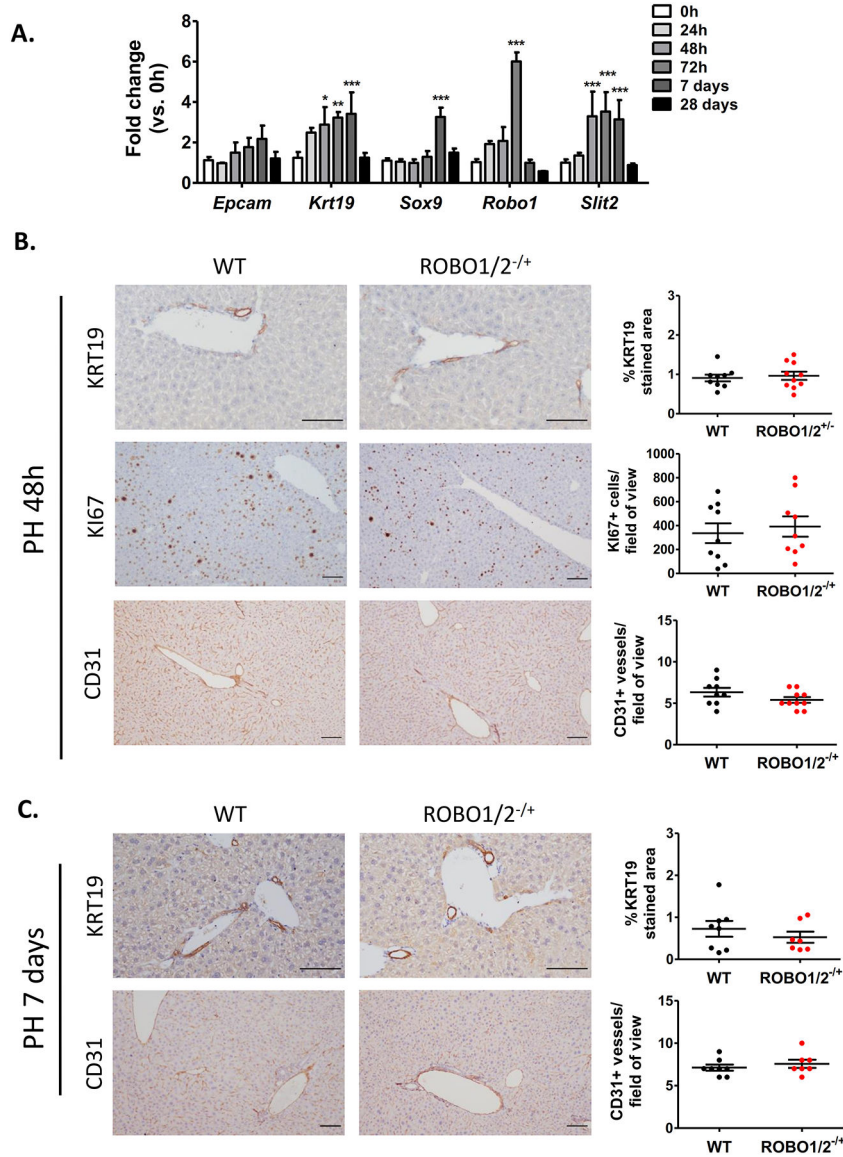 A.
Fold change
(vs. 0h)
8
6
4
2
0
* ** ***
***
***
*** *** ***
Epcam Krt19 Sox9 Robo1 Slit2
0h
24h
48h
72h
7 days
28 days
B.
WT ROBO1/2-/+
PH 48h
KRT19
%KRT19
stained area
3
2
1
0
WT ROBO1/2+/-
KI67
KI67+ cells/
field of view
1000
800
600
400
200
0
WT ROBO1/2-/+
CD31
CD31+ vessels/
field of view
15
10
5
0
WT ROBO1/2-/+
C.
WT ROBO1/2-/+
PH 7 days
KRT19
%KRT19
stained area
3
2
1
0
WT ROBO1/2-/+
CD31
CD31+ vessels/
field of view
15
10
5
0
WT ROBO1/2-/+